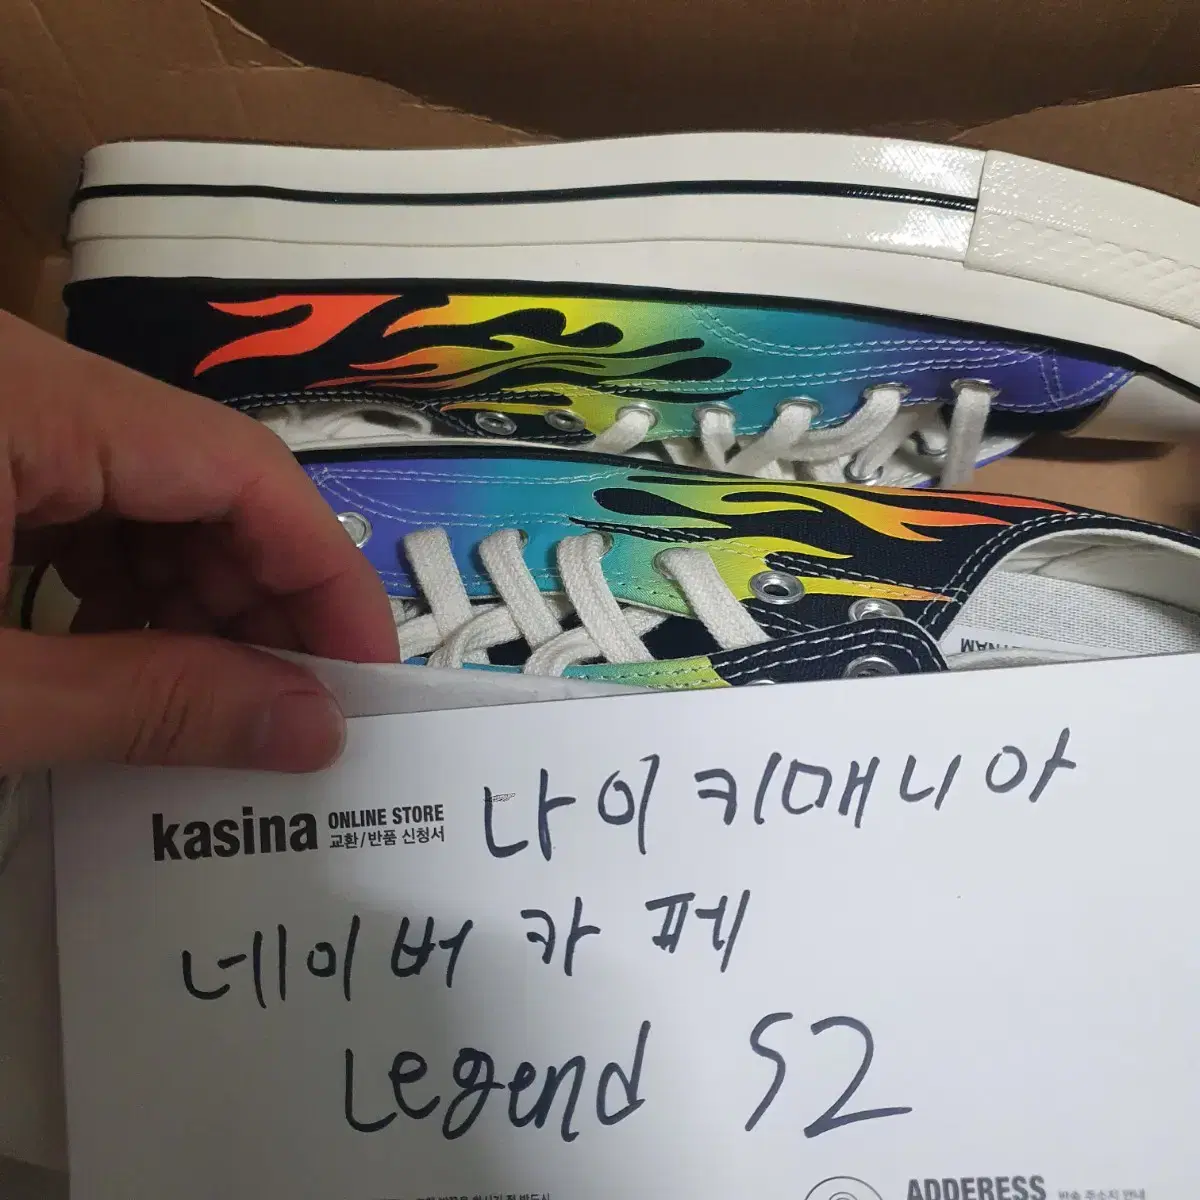 NAM
kasina ONLINE STORE
교환/반품 신청서
나이키매니아
네이버 카페
Legend S2
ADDERESS